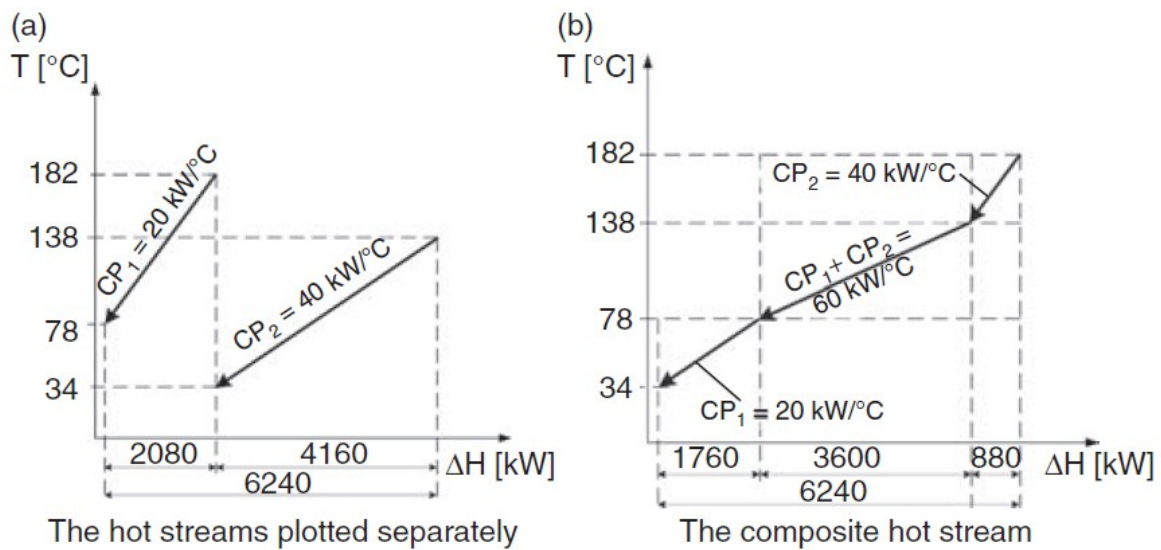 (a)
T [°C]
182
138
78
34
CP₁ = 20 kW/°C
CP₂ = 40 kW/°C
2080
4160
ΔH [kW]
6240
The hot streams plotted separately
(b)
T [°C]
182
138
78
34
CP₂ = 40 kW/°C
CP₁ + CP₂ =
60 kW/°C
CP₁ = 20 kW/°C
1760
3600
880
ΔH [kW]
6240
The composite hot stream